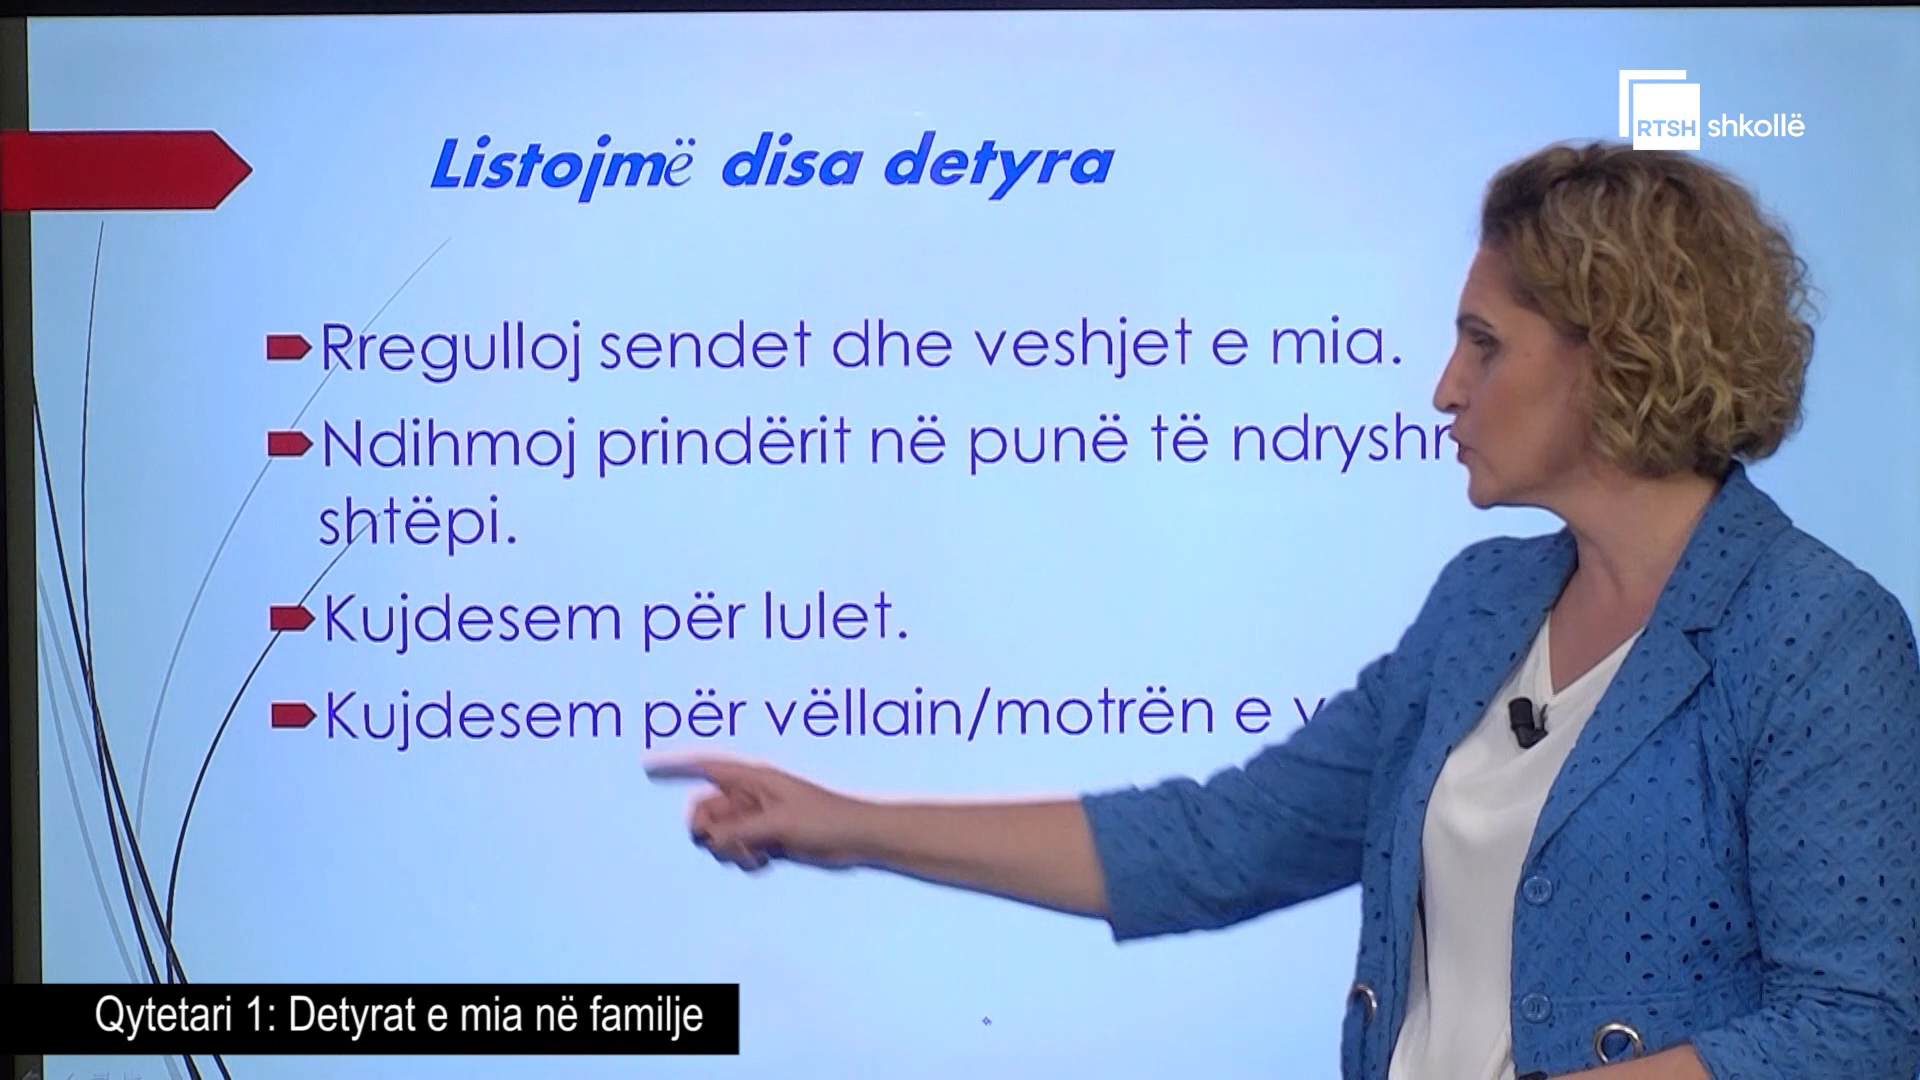 RTSH shkollë
Listojmë disa detyra
Rregulloj sendet dhe veshjet e mia.
Ndihmoj prindërit në punë të
shtëpi.
Kujdesem për lulet.
Kujdesem për vëllain/motrën e
Qytetari 1: Detyrat e mia në familje